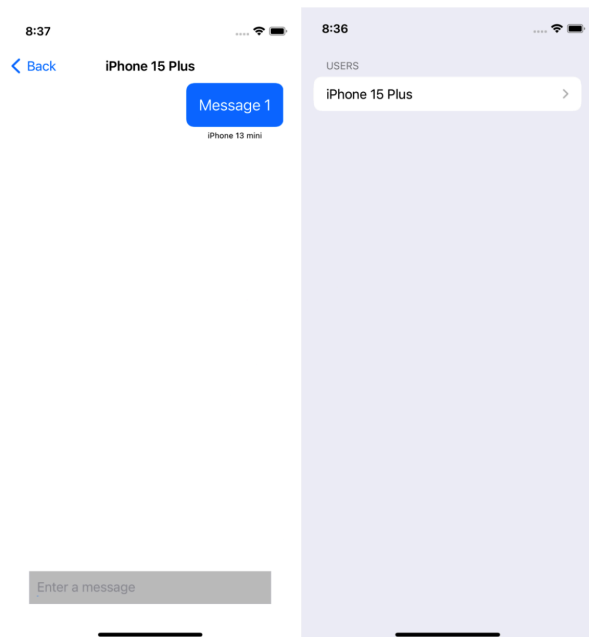 8:37
Back
iPhone 15 Plus
Message 1
iPhone 13 mini
Enter a message
8:36
USERS
iPhone 15 Plus